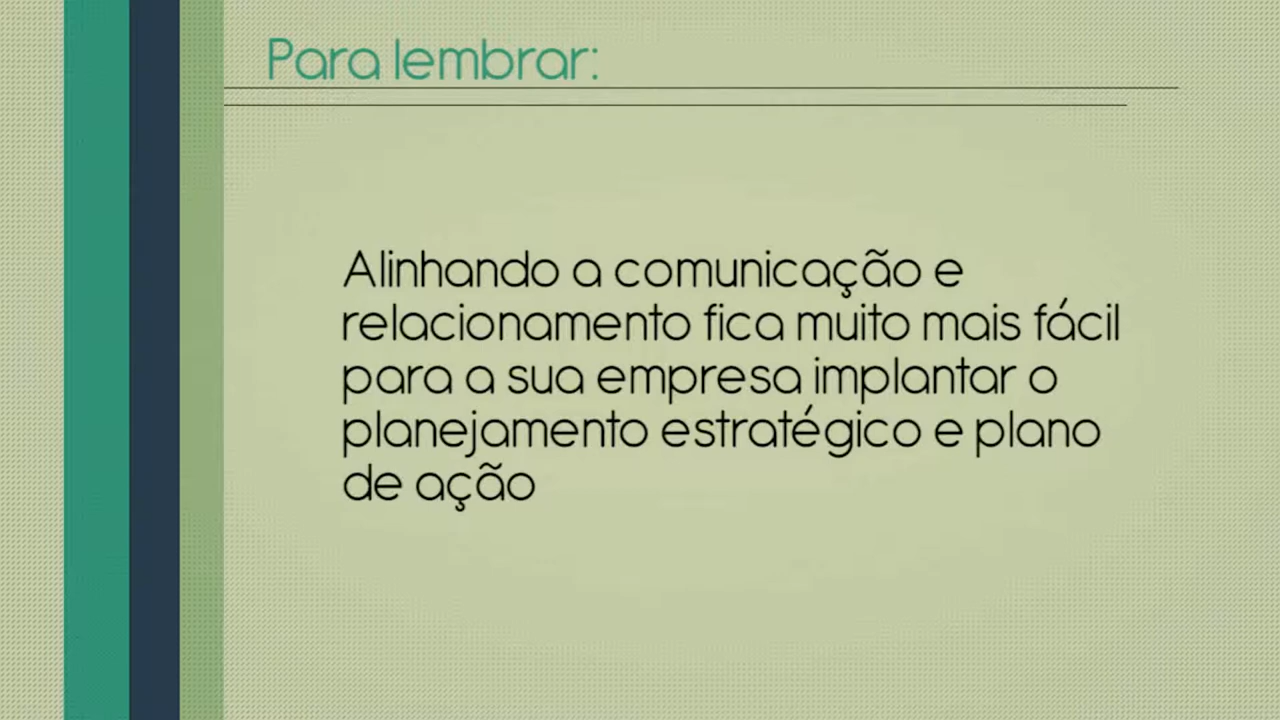 Para lembrar:
Alinhando a comunicação e
relacionamento fica muito mais fácil
para a sua empresa implantar o
planejamento estratégico e plano
de ação